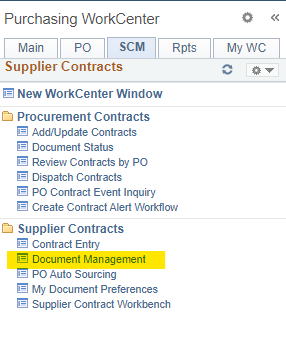 Purchasing WorkCenter
Main PO SCM Rpts My WC
Supplier Contracts
New WorkCenter Window
Procurement Contracts
Add/Update Contracts
Document Status
Review Contracts by PO
Dispatch Contracts
PO Contract Event Inquiry
Create Contract Alert Workflow
Supplier Contracts
Contract Entry
Document Management
PO Auto Sourcing
My Document Preferences
Supplier Contract Workbench